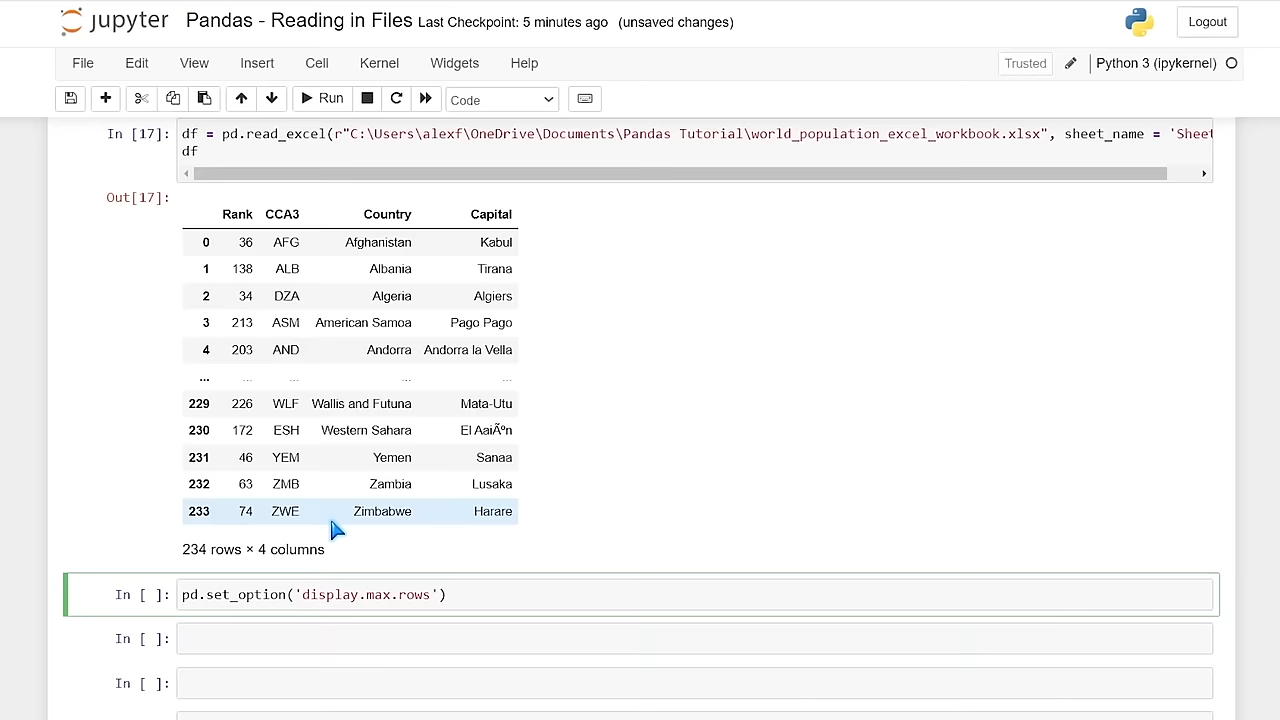 jupyter Pandas - Reading in Files Last Checkpoint: 5 minutes ago (unsaved changes)
Logout
File Edit View Insert Cell Kernel Widgets Help
Trusted Python 3 (ipykernel)
Run Code
In [17]: df = pd.read_excel(r"C:\Users\alexf\OneDrive\Documents\Pandas Tutorial\world_population_excel_workbook.xlsx", sheet_name = 'Sheet
df
Out[17]:
Rank CCA3 Country Capital
0 36 AFG Afghanistan Kabul
1 138 ALB Albania Tirana
2 34 DZA Algeria Algiers
3 213 ASM American Samoa Pago Pago
4 203 AND Andorra Andorra la Vella
... ... ... ... ...
229 226 WLF Wallis and Futuna Mata-Utu
230 172 ESH Western Sahara El AaiÃºn
231 46 YEM Yemen Sanaa
232 63 ZMB Zambia Lusaka
233 74 ZWE Zimbabwe Harare
234 rows × 4 columns
In [ ]: pd.set_option('display.max.rows')
In [ ]:
In [ ]: